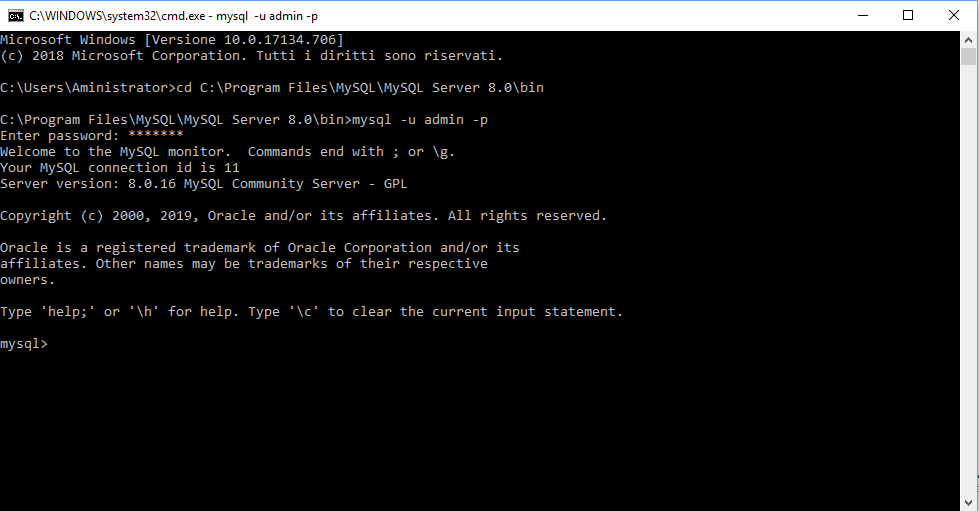 C:\WINDOWS\system32\cmd.exe - mysql -u admin -p
Microsoft Windows [Versione 10.0.17134.706]
(c) 2018 Microsoft Corporation. Tutti i diritti sono riservati.
C:\Users\Aministrator>cd C:\Program Files\MySQL\MySQL Server 8.0\bin
C:\Program Files\MySQL\MySQL Server 8.0\bin>mysql -u admin -p
Enter password: *******
Welcome to the MySQL monitor.  Commands end with ; or \g.
Your MySQL connection id is 11
Server version: 8.0.16 MySQL Community Server - GPL
Copyright (c) 2000, 2019, Oracle and/or its affiliates. All rights reserved.
Oracle is a registered trademark of Oracle Corporation and/or its
affiliates. Other names may be trademarks of their respective
owners.
Type 'help;' or '\h' for help. Type '\c' to clear the current input statement.
mysql>